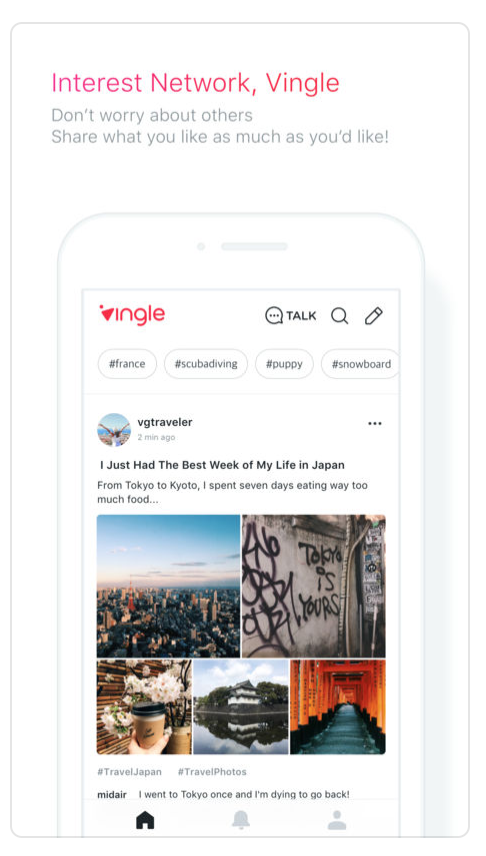 Interest Network, Vingle
Don't worry about others
Share what you like as much as you'd like!
vingle
TALK
#france
#scubadiving
#puppy
#snowboard
vgtraveler
2 min ago
I Just Had The Best Week of My Life in Japan
From Tokyo to Kyoto, I spent seven days eating way too
much food...
NO
TOKYO
iS
YOURS
#TravelJapan #TravelPhotos
midair I went to Tokyo once and I'm dying to go back!